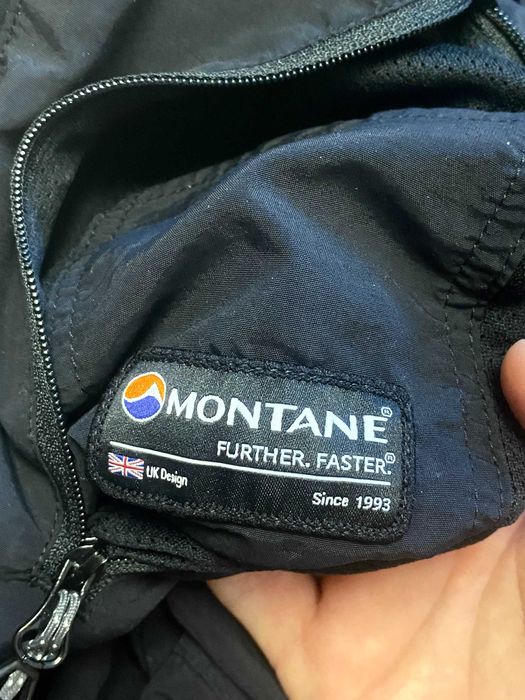 MONTANE®
FURTHER. FASTER.®
UK Design
Since 1993